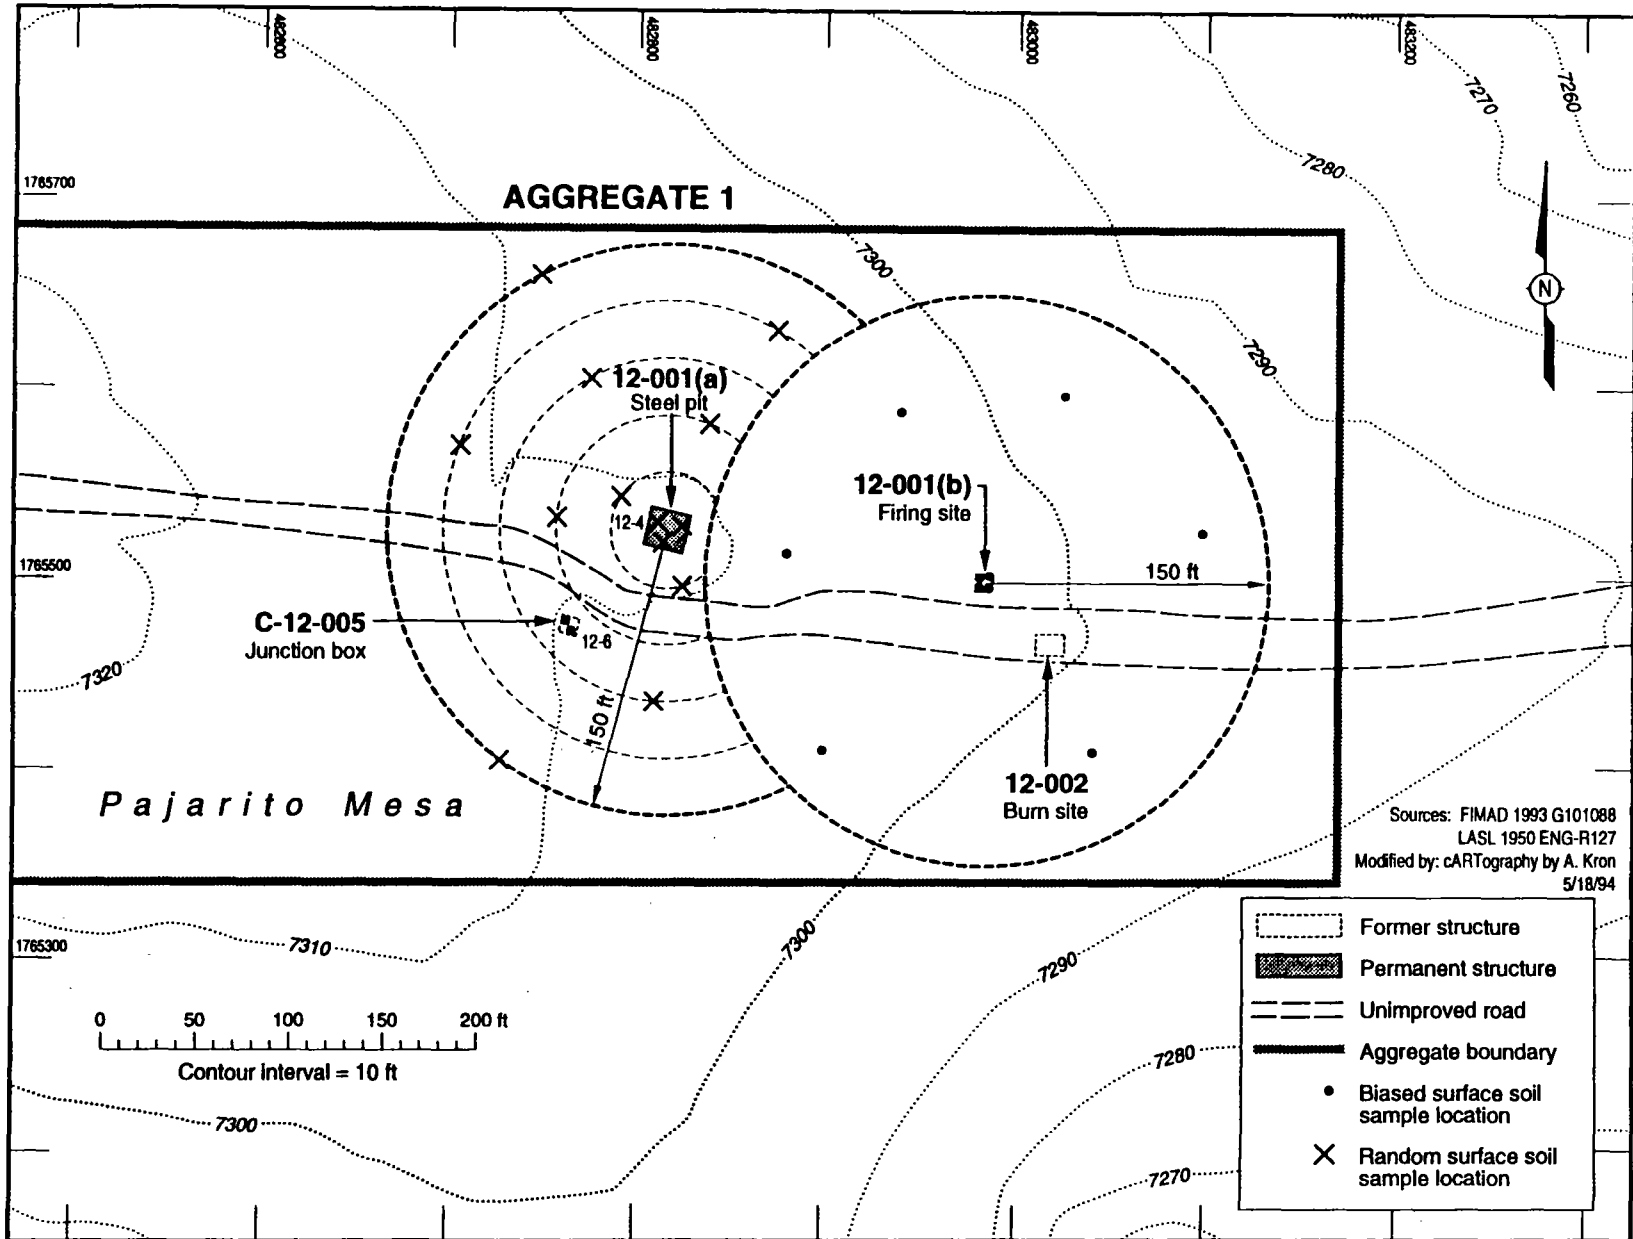 482600
482800
483000
483200
7270
7260
7280
1765700
AGGREGATE 1
N
7300
7290
12-001(a)
Steel pit
12-001(b)
Firing site
12-4
1765500
150 ft
C-12-005
Junction box
12-6
7320
150 ft
12-002
Burn site
Pajarito Mesa
Sources: FIMAD 1993 G101088
LASL 1950 ENG-R127
Modified by: cARTography by A. Kron
5/18/94
1765300
7310
7300
7290
Former structure
Permanent structure
Unimproved road
Aggregate boundary
Biased surface soil
sample location
Random surface soil
sample location
0 50 100 150 200 ft
Contour interval = 10 ft
7280
7300
7270